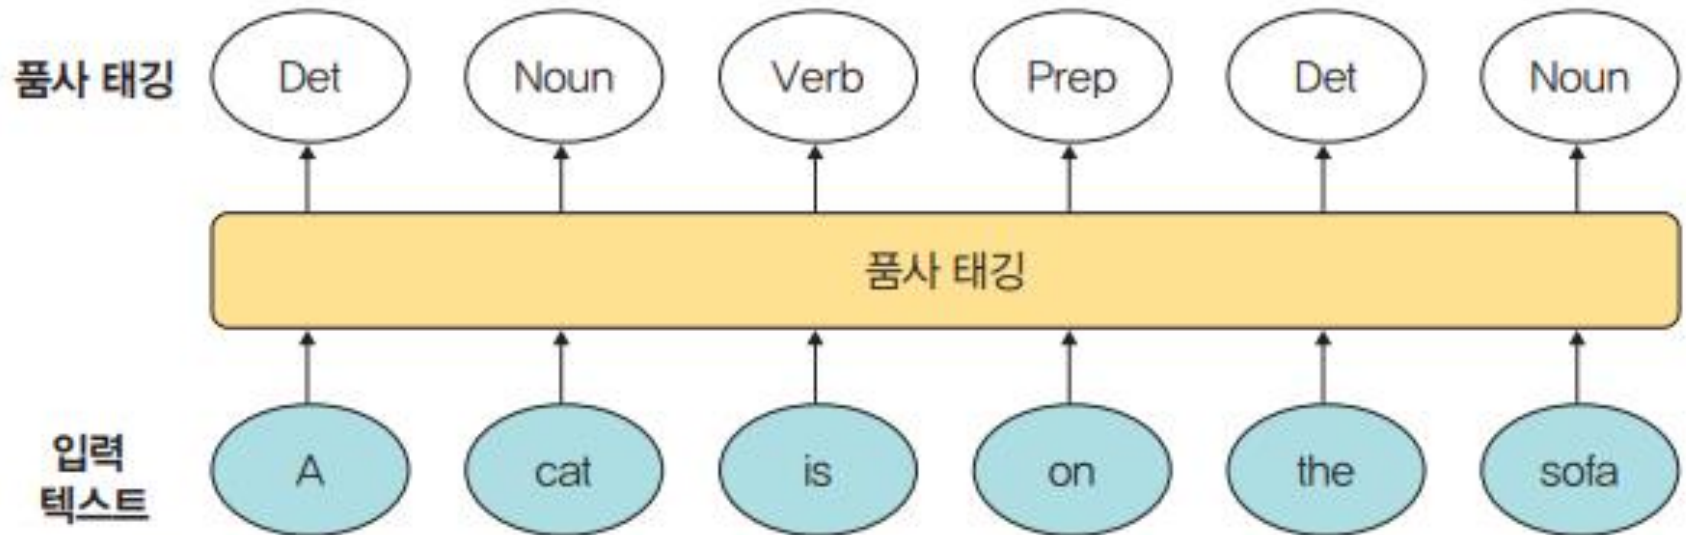 품사 태깅 Det Noun Verb Prep Det Noun
품사 태깅
입력
텍스트
A cat is on the sofa